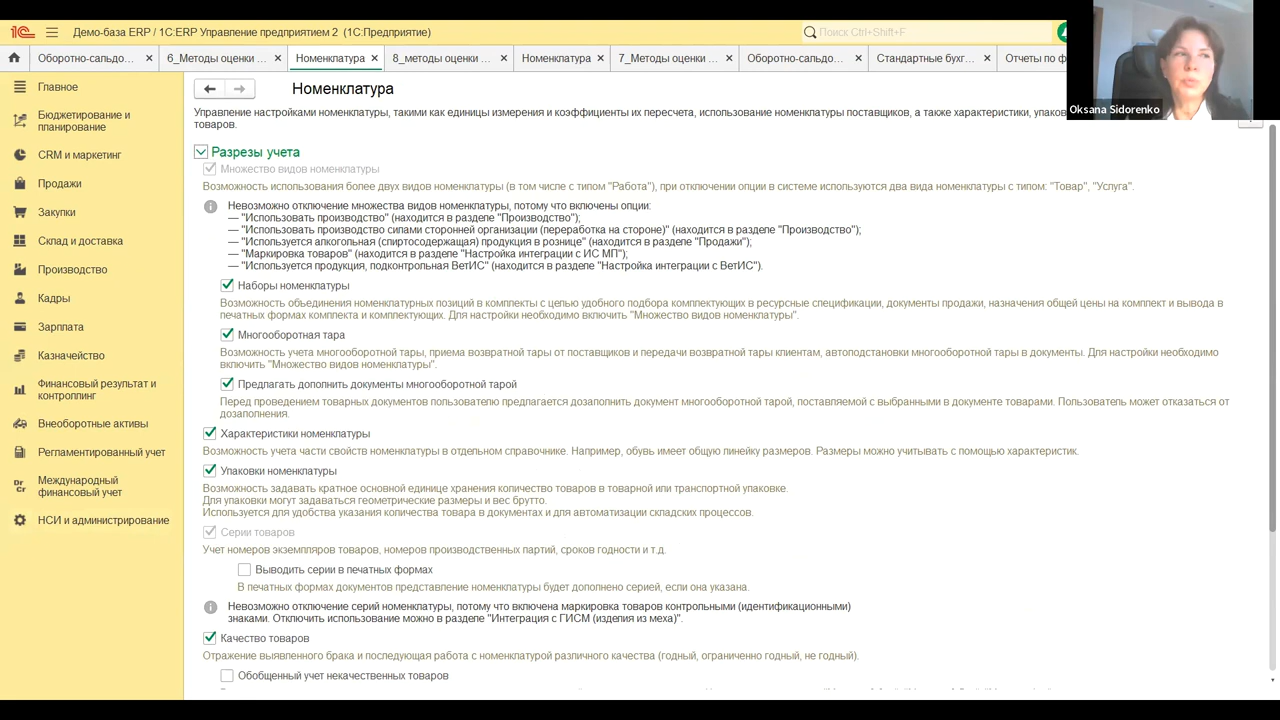 1С Демо-база ERP / 1С:ERP Управление предприятием 2 (1С:Предприятие)
Поиск Ctrl+Shift+F
Оборотно-сальдо... × 6_Методы оценки ... × Номенклатура × 8_методы оценки ... × Номенклатура × 7_Методы оценки ... × Оборотно-сальдо... × Стандартные бухг... × Отчеты по ф
Oksana Sidorenko
Главное
Бюджетирование и
планирование
CRM и маркетинг
Продажи
Закупки
Склад и доставка
Производство
Кадры
Зарплата
Казначейство
Финансовый результат и
контроллинг
Внеоборотные активы
Регламентированный учет
Международный
финансовый учет
НСИ и администрирование
Номенклатура
Управление настройками номенклатуры, такими как единицы измерения и коэффициенты их пересчета, использование номенклатуры поставщиков, а также характеристики, упаков
товаров.
Разрезы учета
Множество видов номенклатуры
Возможность использования более двух видов номенклатуры (в том числе с типом "Работа"), при отключении опции в системе используются два вида номенклатуры с типом: "Товар", "Услуга".
Невозможно отключение множества видов номенклатуры, потому что включены опции:
— "Использовать производство" (находится в разделе "Производство");
— "Использовать производство силами сторонней организации (переработка на стороне)" (находится в разделе "Производство");
— "Используется алкогольная (спиртосодержащая) продукция в рознице" (находится в разделе "Продажи");
— "Маркировка товаров" (находится в разделе "Настройка интеграции с ИС МП");
— "Используется продукция, подконтрольная ВетИС" (находится в разделе "Настройка интеграции с ВетИС").
Наборы номенклатуры
Возможность объединения номенклатурных позиций в комплекты с целью удобного подбора комплектующих в ресурсные спецификации, документы продажи, назначения общей цены на комплект и вывода в
печатных формах комплекта и комплектующих. Для настройки необходимо включить "Множество видов номенклатуры".
Многооборотная тара
Возможность учета многооборотной тары, приема возвратной тары от поставщиков и передачи возвратной тары клиентам, автоподстановки многооборотной тары в документы. Для настройки необходимо
включить "Множество видов номенклатуры".
Предлагать дополнить документы многооборотной тарой
Перед проведением товарных документов пользователю предлагается дозаполнить документ многооборотной тарой, поставляемой с выбранными в документе товарами. Пользователь может отказаться от
дозаполнения.
Характеристики номенклатуры
Возможность учета части свойств номенклатуры в отдельном справочнике. Например, обувь имеет общую линейку размеров. Размеры можно учитывать с помощью характеристик.
Упаковки номенклатуры
Возможность задавать кратное основной единице хранения количество товаров в товарной или транспортной упаковке.
Для упаковки могут задаваться геометрические размеры и вес брутто.
Используется для удобства указания количества товара в документах и для автоматизации складских процессов.
Серии товаров
Учет номеров экземпляров товаров, номеров производственных партий, сроков годности и т.д.
Выводить серии в печатных формах
В печатных формах документов представление номенклатуры будет дополнено серией, если она указана.
Невозможно отключение серий номенклатуры, потому что включена маркировка товаров контрольными (идентификационными)
знаками. Отключить использование можно в разделе "Интеграция с ГИСМ (изделия из меха)".
Качество товаров
Отражение выявленного брака и последующая работа с номенклатурой различного качества (годный, ограниченно годный, не годный).
Обобщенный учет некачественных товаров